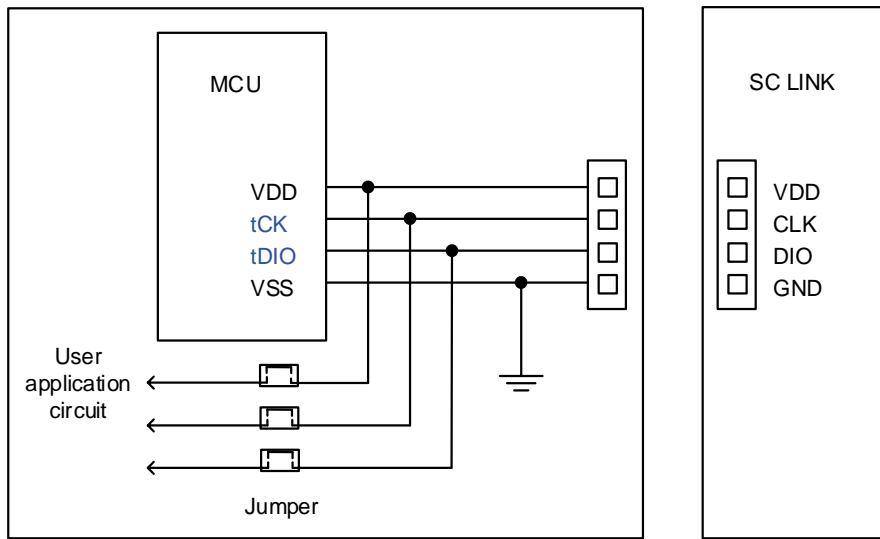 MCU
VDD
tCK
tDIO
VSS
User
application
circuit
Jumper
SC LINK
VDD
CLK
DIO
GND